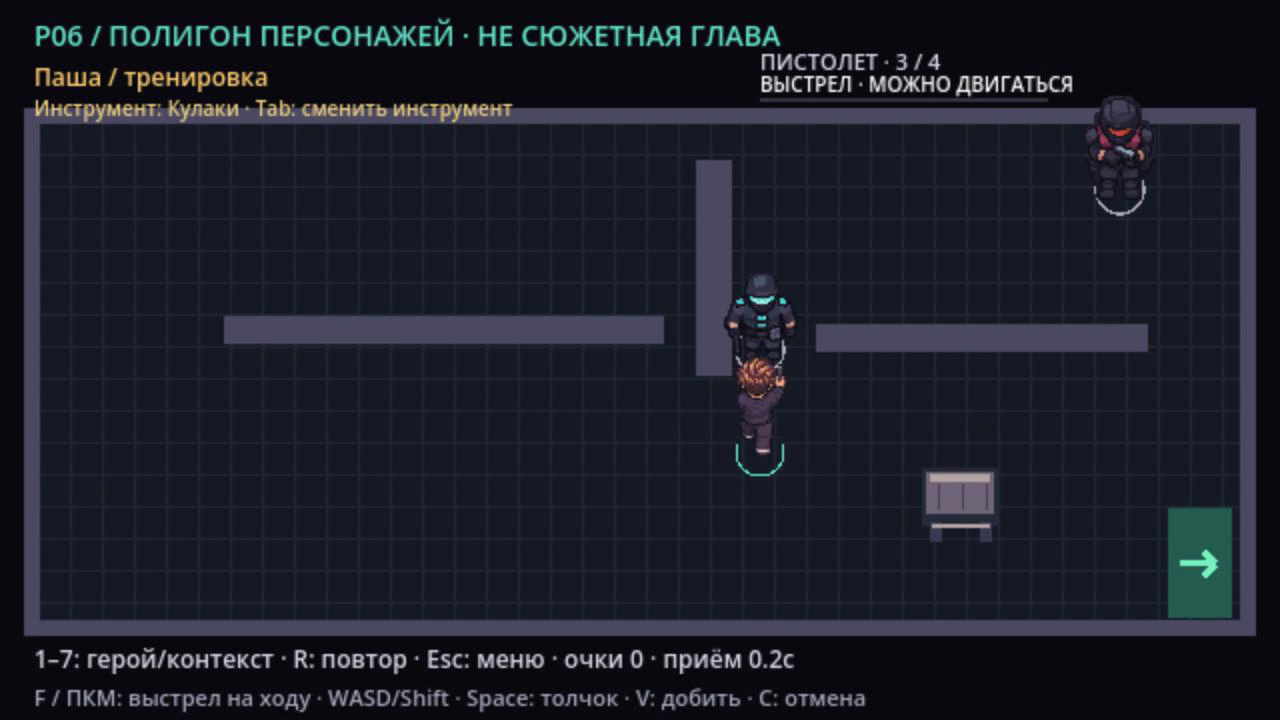 P06 / ПОЛИГОН ПЕРСОНАЖЕЙ · НЕ СЮЖЕТНАЯ ГЛАВА
ПИСТОЛЕТ · 3 / 4
Паша / тренировка
ВЫСТРЕЛ · МОЖНО ДВИГАТЬСЯ
Инструмент: Кулаки · Tab: сменить инструмент
→
1–7: герой/контекст · R: повтор · Esc: меню · очки 0 · приём 0.2с
F / ПКМ: выстрел на ходу · WASD/Shift · Space: толчок · V: добить · C: отмена